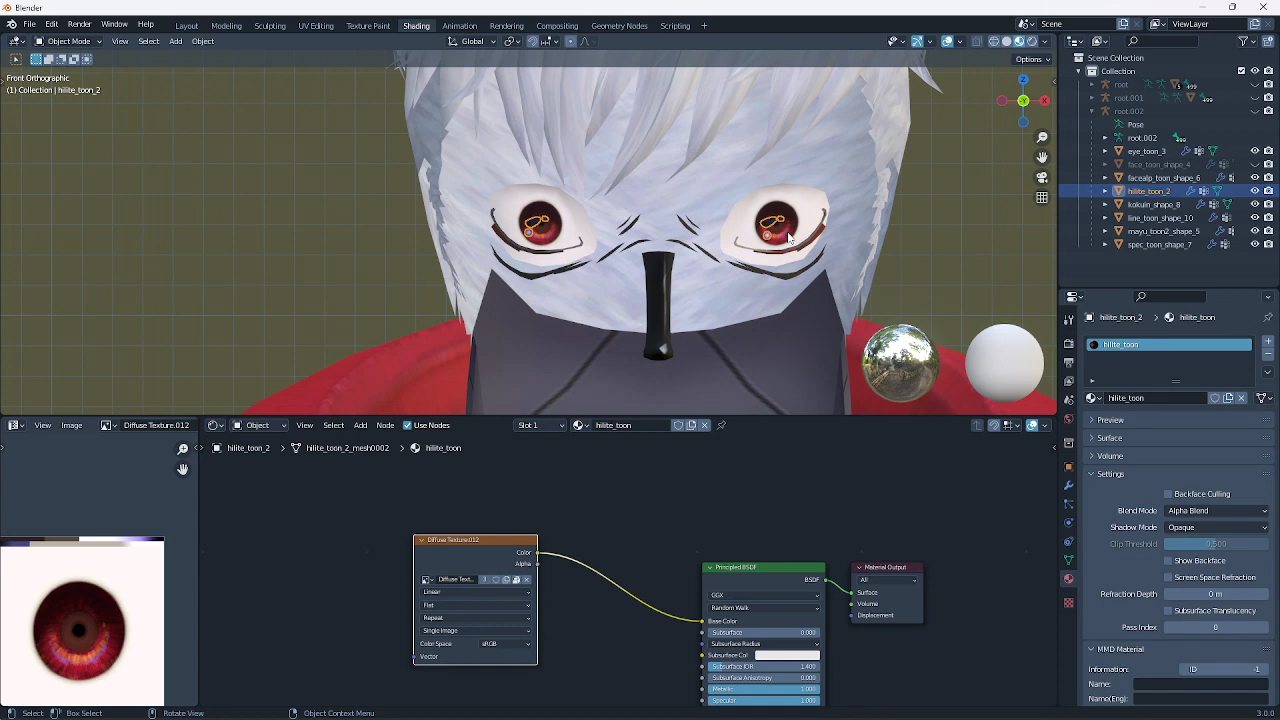 Blender
File Edit Render Window Help
Layout Modeling Sculpting UV Editing Texture Paint Shading Animation Rendering Compositing Geometry Nodes Scripting +
Scene
ViewLayer
Object Mode View Select Add Object
Global
Options
Front Orthographic
(1) Collection | hilite_toon_2
Z
X
Y
Scene Collection
Collection
root
root.001
root.002
Pose
root.002
eye_toon_3
face_toon_shape_4
facealp_toon_shape_6
hilite_toon_2
kokuin_shape_8
line_toon_shape_10
mayu_toon2_shape_5
spec_toon_shape_7
hilite_toon_2 > hilite_toon
hilite_toon
hilite_toon
Preview
Surface
Volume
Settings
Backface Culling
Blend Mode Alpha Blend
Shadow Mode Opaque
Clip Threshold 0.500
Show Backface
Screen Space Refraction
Refraction Depth 0 m
Subsurface Translucency
Pass Index 0
MMD Material
Information: ID -1
Name:
Name(Eng):
View Image Diffuse Texture.012
Object View Select Add Node Use Nodes Slot 1 hilite_toon
hilite_toon_2 > hilite_toon_2_mesh0002 > hilite_toon
Diffuse Texture.012
Color
Alpha
Diffuse Text... 3
Linear
Flat
Repeat
Single Image
Color Space sRGB
Vector
Principled BSDF
BSDF
GGX
Random Walk
Base Color
Subsurface 0.000
Subsurface Radius
Subsurface Col
Subsurface IOR 1.400
Subsurface Anisotropy 0.000
Metallic 1.000
Specular 1.000
Material Output
All
Surface
Volume
Displacement
Select Box Select Rotate View Object Context Menu 3.0.0